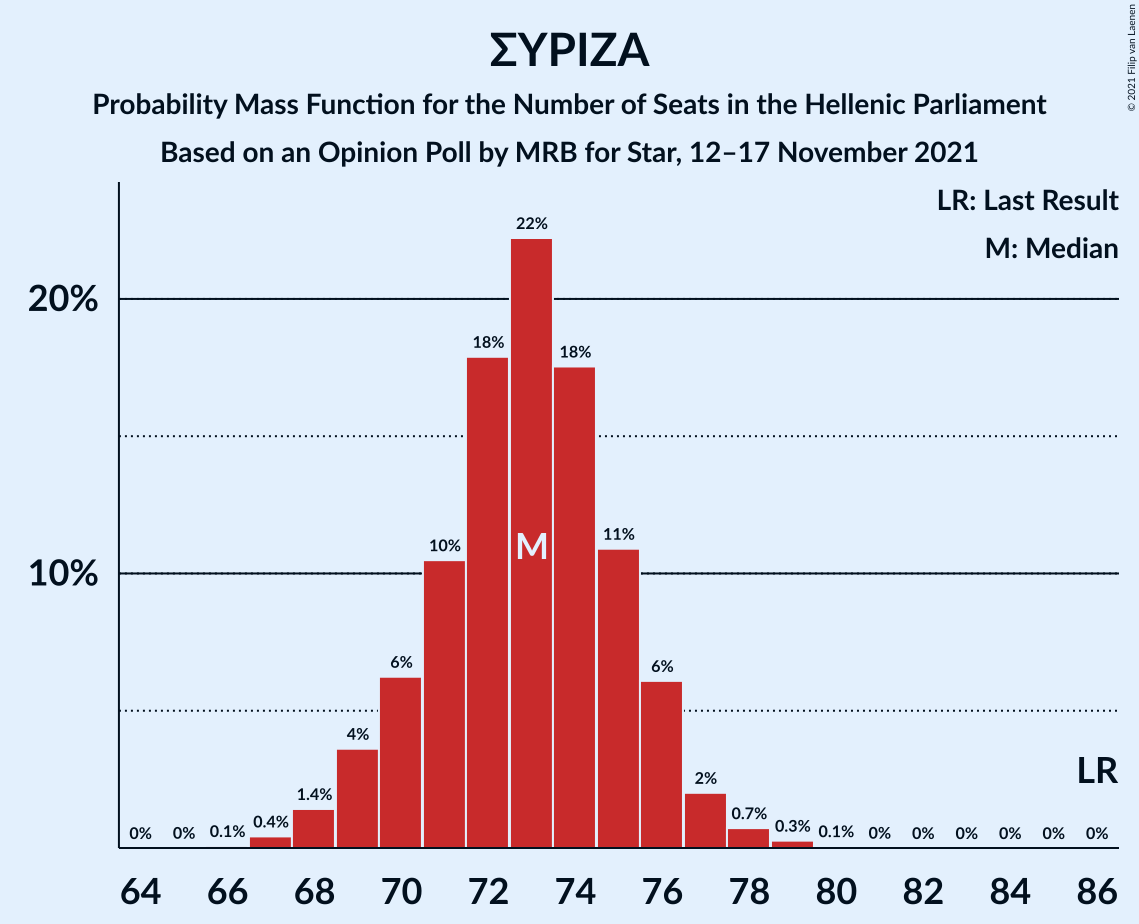 ΣΥΡΙΖΑ
Probability Mass Function for the Number of Seats in the Hellenic Parliament
Based on an Opinion Poll by MRB for Star, 12–17 November 2021
© 2021 Filip van Laenen
LR: Last Result
M: Median
20%
10%
0%
0%
0.1%
0.4%
1.4%
4%
6%
10%
18%
22%
18%
11%
6%
2%
0.7%
0.3%
0.1%
0%
0%
0%
0%
0%
0%
M
LR
64 66 68 70 72 74 76 78 80 82 84 86